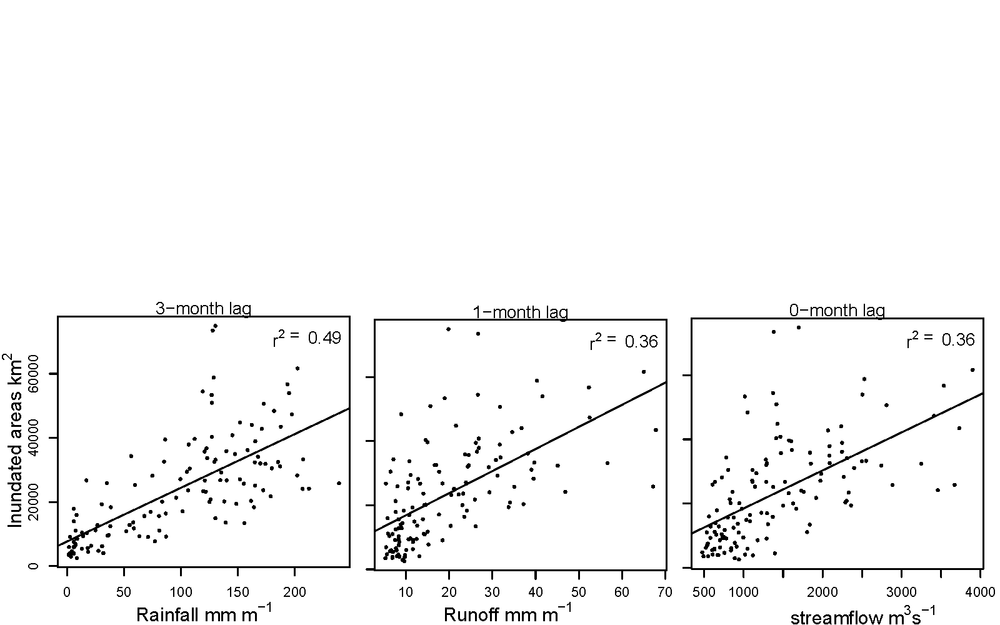 3−month lag
r² = 0.49
Inundated areas km²
60000
40000
20000
0
0 50 100 150 200
Rainfall mm m⁻¹
1−month lag
r² = 0.36
10 20 30 40 50 60 70
Runoff mm m⁻¹
0−month lag
r² = 0.36
500 1000 2000 3000 4000
streamflow m³s⁻¹